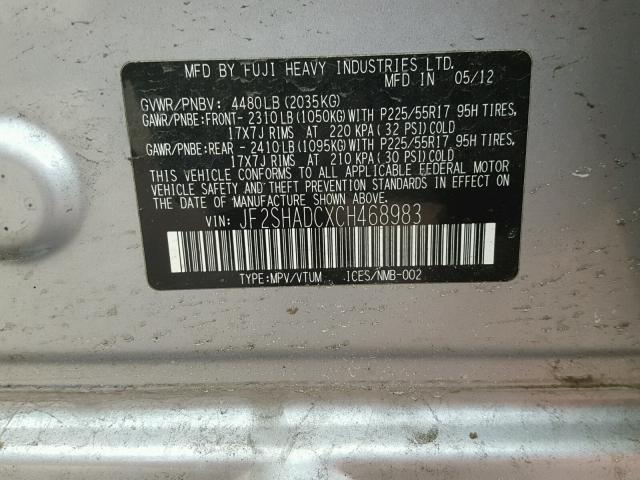 MFD BY FUJI HEAVY INDUSTRIES LTD.
MFD IN 05/12
GVWR/PNBV: 4480LB(2035KG)
GAWR/PNBE:FRONT- 2310LB(1050KG)WITH P225/55R17 95H TIRES,
17X7J RIMS AT 220 KPA( 32 PSI)COLD
GAWR/PNBE:REAR - 2410LB(1095KG)WITH P225/55R17 95H TIRES,
17X7J RIMS AT 210 KPA( 30 PSI)COLD
THIS VEHICLE CONFORMS TO ALL APPLICABLE FEDERAL MOTOR
VEHICLE SAFETY AND THEFT PREVENTION STANDARDS IN EFFECT ON
THE DATE OF MANUFACTURE SHOWN ABOVE.
VIN: JF2SHADCXCH468983
TYPE:MPV/VTUM ICES/NMB-002